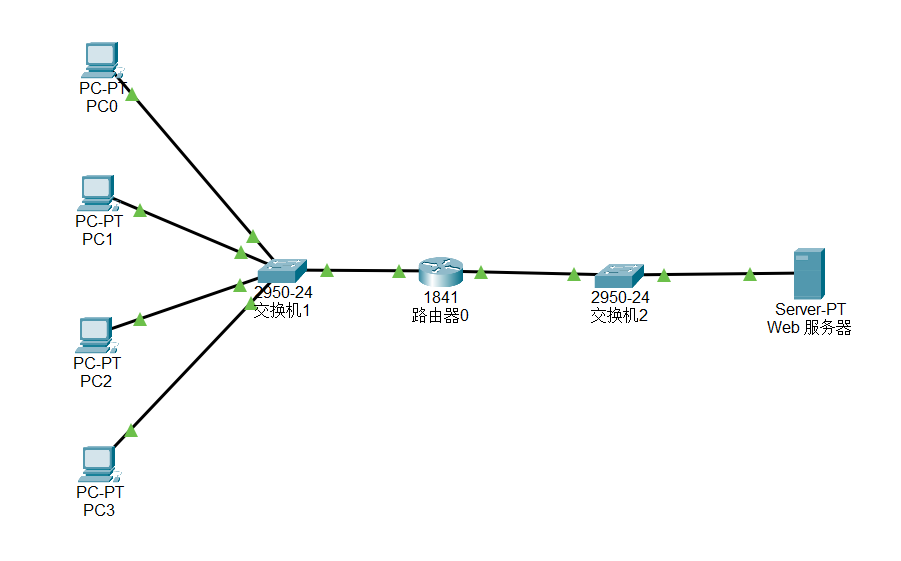 PC-PT
PC0
PC-PT
PC1
2950-24
交换机1
1841
路由器0
2950-24
交换机2
Server-PT
Web 服务器
PC-PT
PC2
PC-PT
PC3